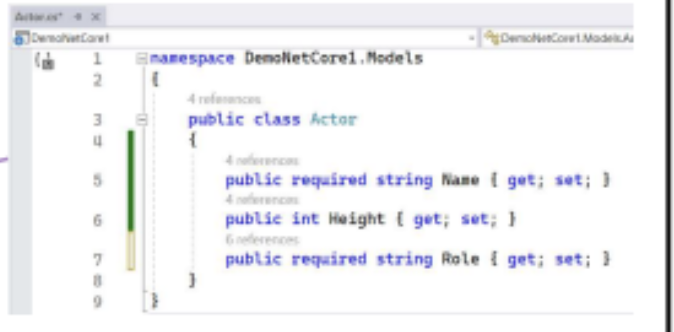 Actor.cs*
DemoNetCore1 DemoNetCore1.Models.Ac
1 namespace DemoNetCore1.Models
2 {
4 references
3 public class Actor
4 {
4 references
5 public required string Name { get; set; }
4 references
6 public int Height { get; set; }
6 references
7 public required string Role { get; set; }
8 }
9 }